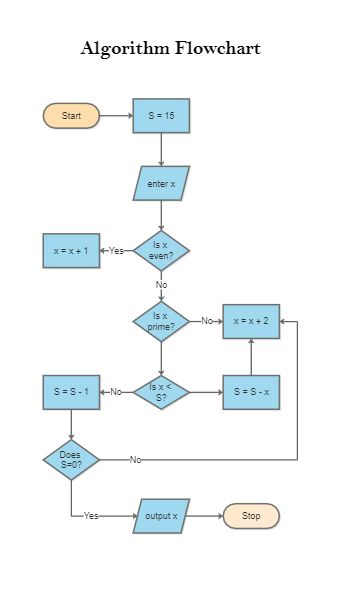 Algorithm Flowchart
Start
S = 15
enter x
Is x
even?
Yes
x = x + 1
No
Is x
prime?
No
x = x + 2
Is x <
S?
No
S = S - 1
S = S - x
Does
S=0?
No
Yes
output x
Stop